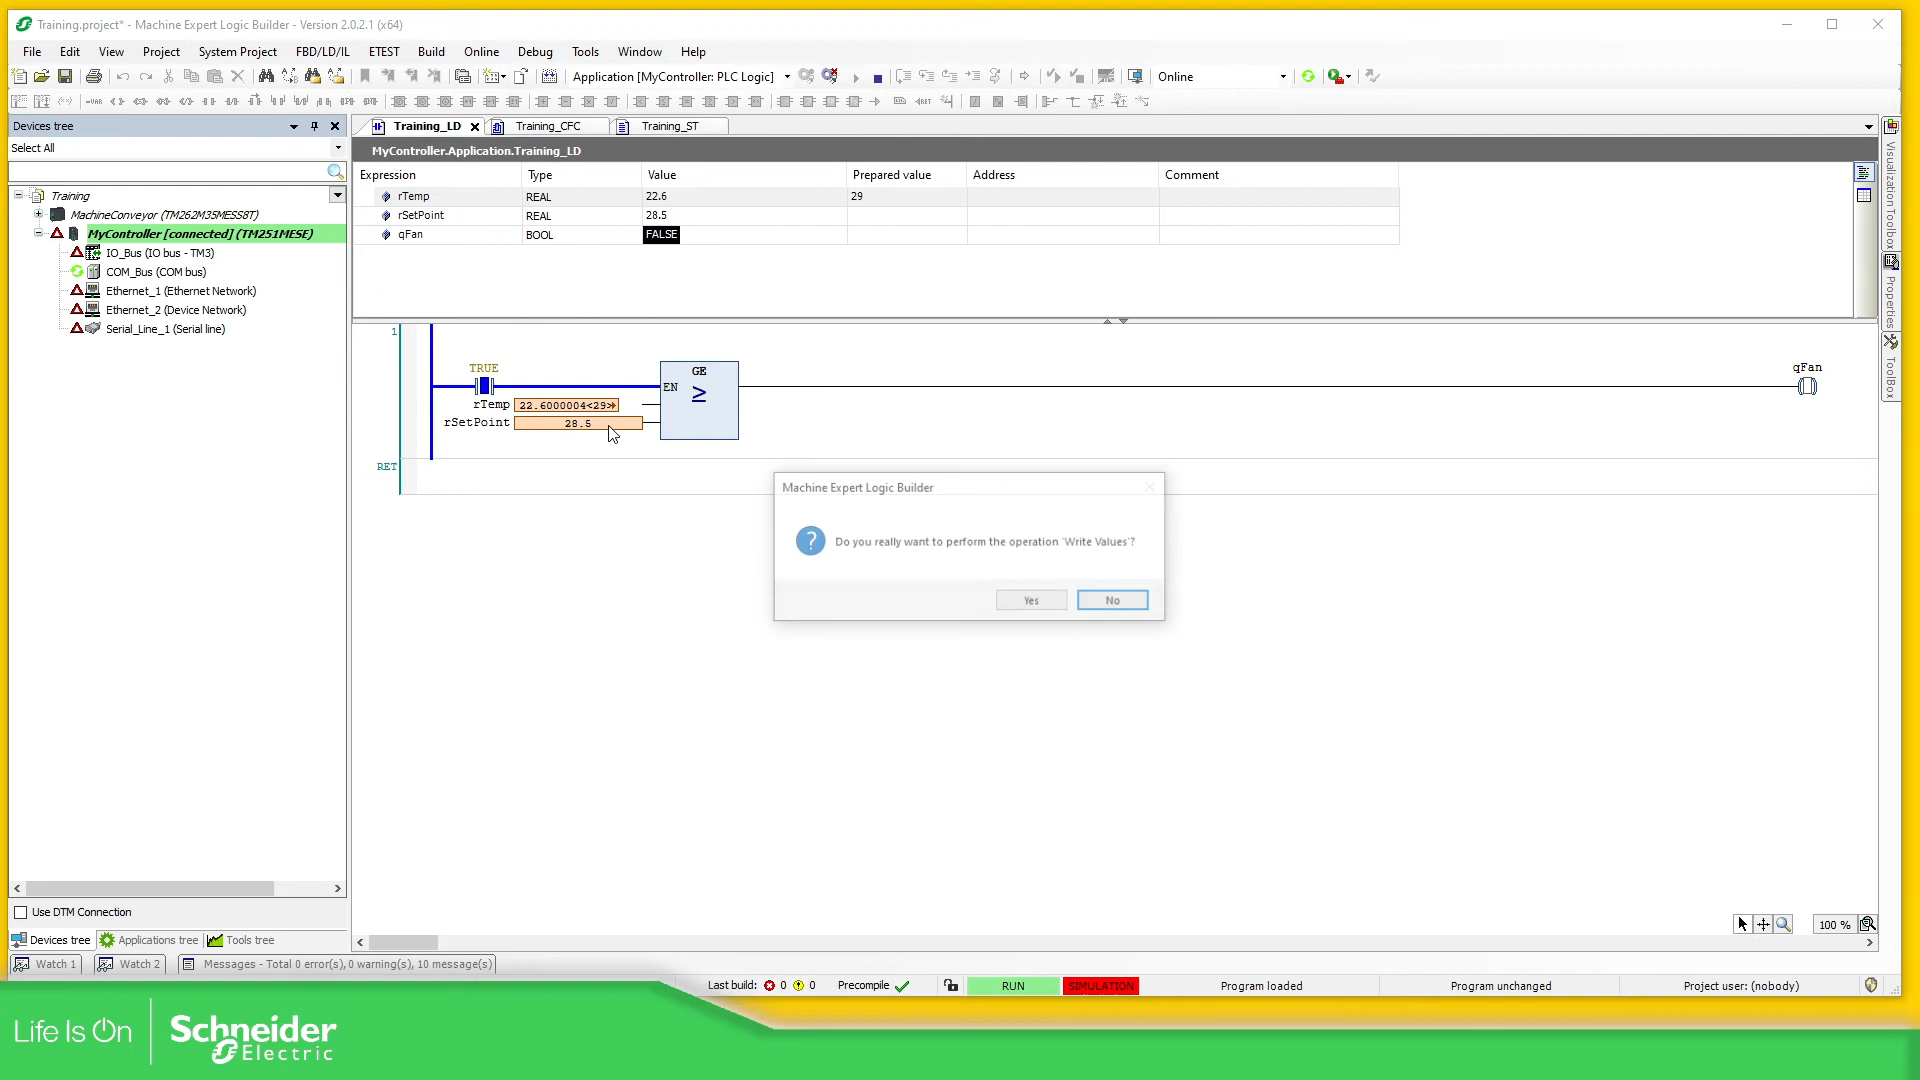 Training.project* - Machine Expert Logic Builder - Version 2.0.2.1 (x64)
File Edit View Project System Project FBD/LD/IL ETEST Build Online Debug Tools Window Help
Application [MyController: PLC Logic]
Online
Devices tree
Select All
Training
MachineConveyor (TM262M35MESS8T)
MyController [connected] (TM251MESE)
IO_Bus (IO bus - TM3)
COM_Bus (COM bus)
Ethernet_1 (Ethernet Network)
Ethernet_2 (Device Network)
Serial_Line_1 (Serial line)
Use DTM Connection
Devices tree Applications tree Tools tree
Training_LD Training_CFC Training_ST
MyController.Application.Training_LD
Expression Type Value Prepared value Address Comment
rTemp REAL 22.6 29
rSetPoint REAL 28.5
qFan BOOL FALSE
1
TRUE
GE
EN
≥
rTemp 22.6000004<29>
rSetPoint 28.5
qFan
RET
Machine Expert Logic Builder
Do you really want to perform the operation 'Write Values'?
Yes No
100 %
Visualization Toolbox
Properties
ToolBox
Watch 1 Watch 2 Messages - Total 0 error(s), 0 warning(s), 10 message(s)
Last build: 0 0 Precompile RUN SIMULATION Program loaded Program unchanged Project user: (nobody)
Life Is On
Schneider
Electric